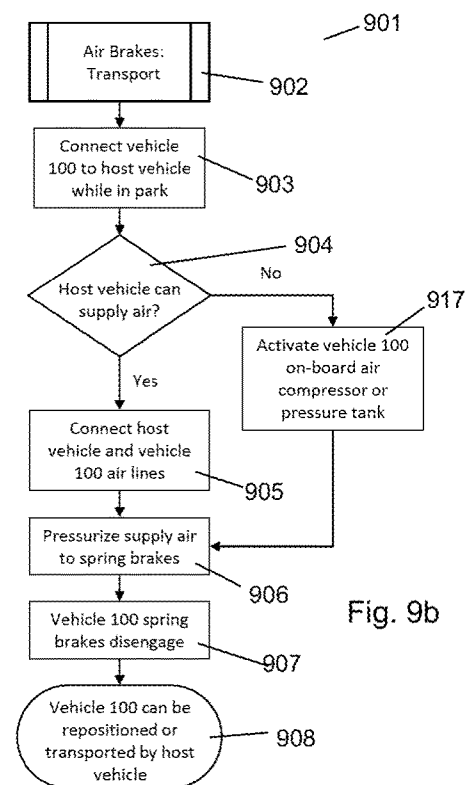 901
Air Brakes:
Transport
902
Connect vehicle
100 to host vehicle
while in park
903
904
Host vehicle can
supply air?
No
917
Activate vehicle 100
on-board air
compressor or
pressure tank
Yes
Connect host
vehicle and vehicle
100 air lines
905
Pressurize supply air
to spring brakes
906
Vehicle 100 spring
brakes disengage
907
Fig. 9b
Vehicle 100 can be
repositioned or
transported by host
vehicle
908